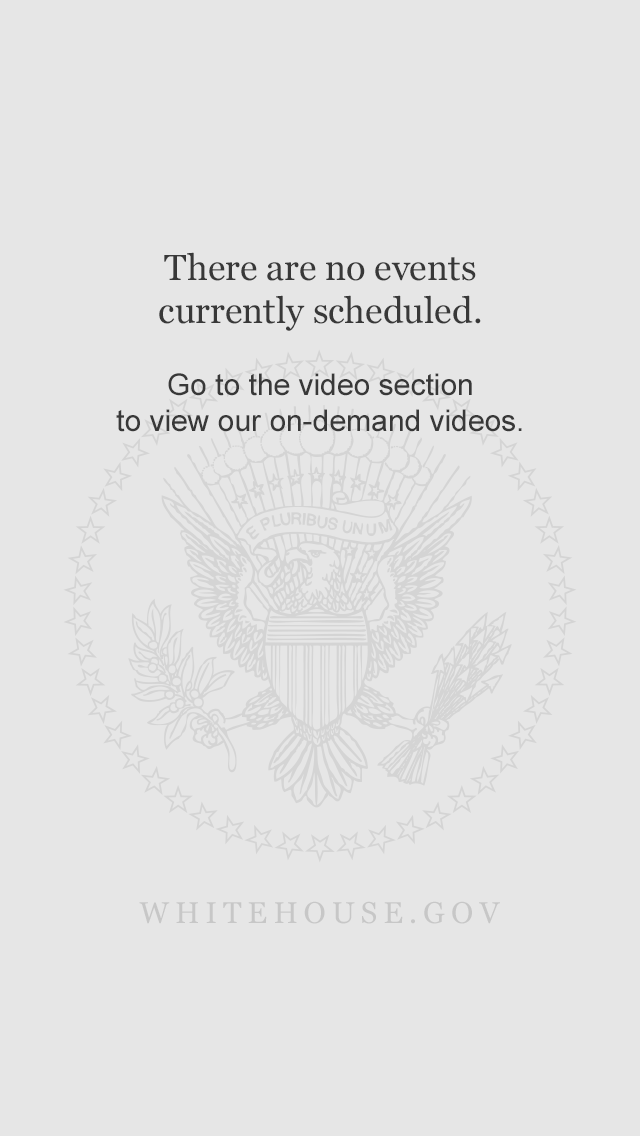 There are no events
currently scheduled.
Go to the video section
to view our on-demand videos.
E PLURIBUS UNUM
WHITEHOUSE.GOV